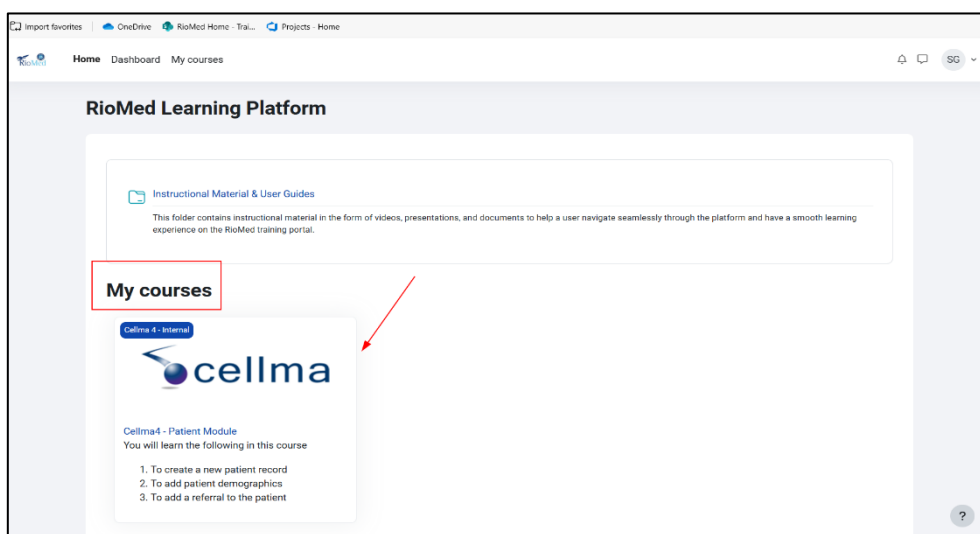 Import favorites
OneDrive
RioMed Home - Trai...
Projects - Home
RioMed
Home
Dashboard
My courses
SG
RioMed Learning Platform
Instructional Material & User Guides
This folder contains instructional material in the form of videos, presentations, and documents to help a user navigate seamlessly through the platform and have a smooth learning
experience on the RioMed training portal.
My courses
Cellma 4 - Internal
cellma
Cellma4 - Patient Module
You will learn the following in this course
1. To create a new patient record
2. To add patient demographics
3. To add a referral to the patient
?